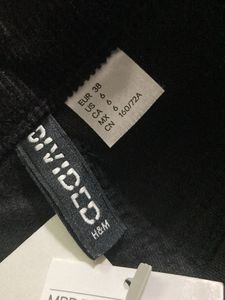 EUR 38
US 6
CA 6
MX 6
CN 160/72A
DIVIDED
H&M